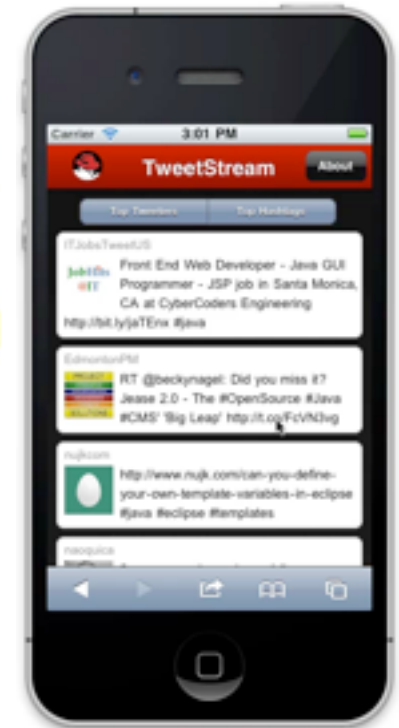 Carrier 3:01 PM
TweetStream About
Top Tweeters Top Hashtags
ITJobsTweetUS
Front End Web Developer - Java GUI
Programmer - JSP job in Santa Monica,
CA at CyberCoders Engineering
http://bit.ly/jaTEnx #java
EdmontonPM
PROJECT
SOLUTIONS
RT @beckynagel: Did you miss it?
Jease 2.0 - The #OpenSource #Java
#CMS' 'Big Leap' http://t.co/FcVN3vg
nujkcom
http://www.nujk.com/can-you-define-
your-own-template-variables-in-eclipse
#java #eclipse #templates
naoquica